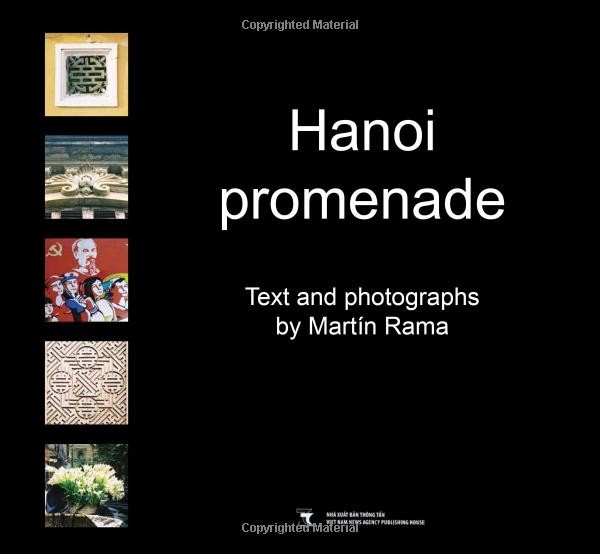 Copyrighted Material
Hanoi
promenade
Text and photographs
by Martín Rama
NHÀ XUẤT BẢN THÔNG TẤN
VIET NAM NEWS AGENCY PUBLISHING HOUSE
Copyrighted Material